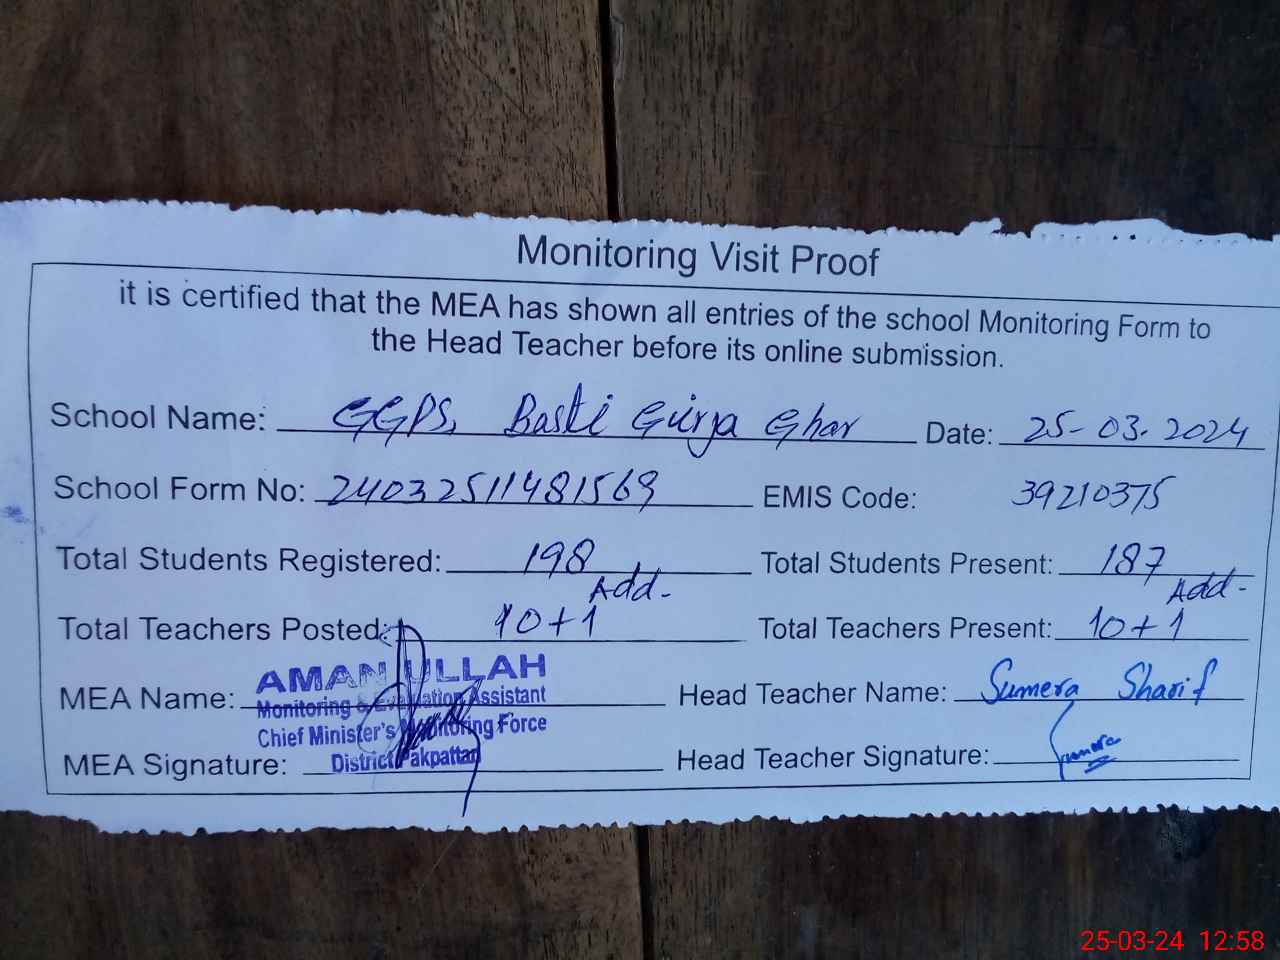 Monitoring Visit Proof
it is certified that the MEA has shown all entries of the school Monitoring Form to
the Head Teacher before its online submission.
School Name: GGPS, Basti Gurja Ghar Date: 25-03.2024
School Form No: 24032511481569 EMIS Code: 39210375
Total Students Registered: 198 Total Students Present: 187
Add- Add-
Total Teachers Posted: 10+1 Total Teachers Present: 10+1
MEA Name: AMAN ULLAH Head Teacher Name: Sumera Sharif
Monitoring & Evaluation Assistant
Chief Minister's Monitoring Force
MEA Signature: District Pakpattan Head Teacher Signature:
25-03-24 12:58